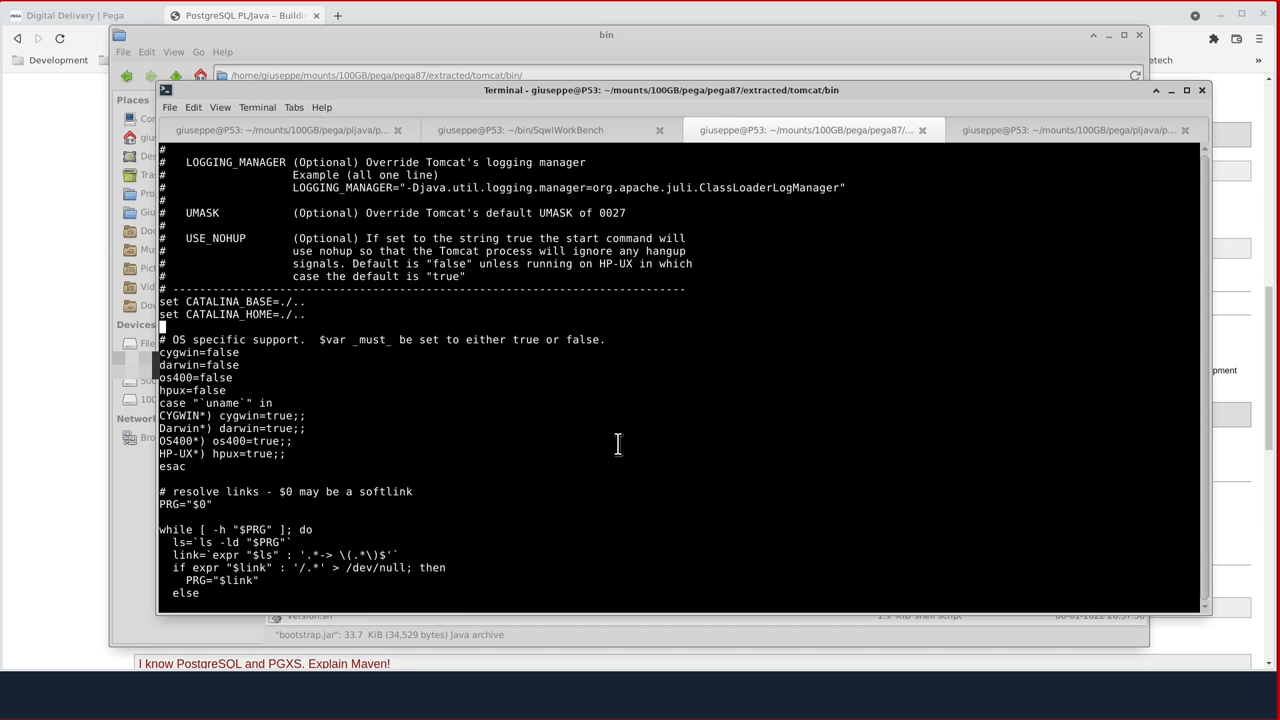 Digital Delivery | Pega
PostgreSQL PL/Java – Buildi
Development
etech
bin
File Edit View Go Help
/home/giuseppe/mounts/100GB/pega/pega87/extracted/tomcat/bin/
Places
Terminal - giuseppe@P53: ~/mounts/100GB/pega/pega87/extracted/tomcat/bin
File Edit View Terminal Tabs Help
giuseppe@P53: ~/mounts/100GB/pega/pljava/p...
giuseppe@P53: ~/bin/SqwlWorkBench
giuseppe@P53: ~/mounts/100GB/pega/pega87/...
giuseppe@P53: ~/mounts/100GB/pega/pljava/p...
#
#   LOGGING_MANAGER (Optional) Override Tomcat's logging manager
#                   Example (all one line)
#                   LOGGING_MANAGER="-Djava.util.logging.manager=org.apache.juli.ClassLoaderLogManager"
#
#   UMASK           (Optional) Override Tomcat's default UMASK of 0027
#
#   USE_NOHUP       (Optional) If set to the string true the start command will
#                   use nohup so that the Tomcat process will ignore any hangup
#                   signals. Default is "false" unless running on HP-UX in which
#                   case the default is "true"
# -----------------------------------------------------------------------------
set CATALINA_BASE=./..
set CATALINA_HOME=./..
# OS specific support.  $var _must_ be set to either true or false.
cygwin=false
darwin=false
os400=false
hpux=false
case "`uname`" in
CYGWIN*) cygwin=true;;
Darwin*) darwin=true;;
OS400*) os400=true;;
HP-UX*) hpux=true;;
esac
# resolve links - $0 may be a softlink
PRG="$0"
while [ -h "$PRG" ]; do
  ls=`ls -ld "$PRG"`
  link=`expr "$ls" : '.*-> \(.*\)$'`
  if expr "$link" : '/.*' > /dev/null; then
    PRG="$link"
  else
Devices
File
100
Network
Bro
pment
"bootstrap.jar": 33.7 KiB (34,529 bytes) Java archive
I know PostgreSQL and PGXS. Explain Maven!